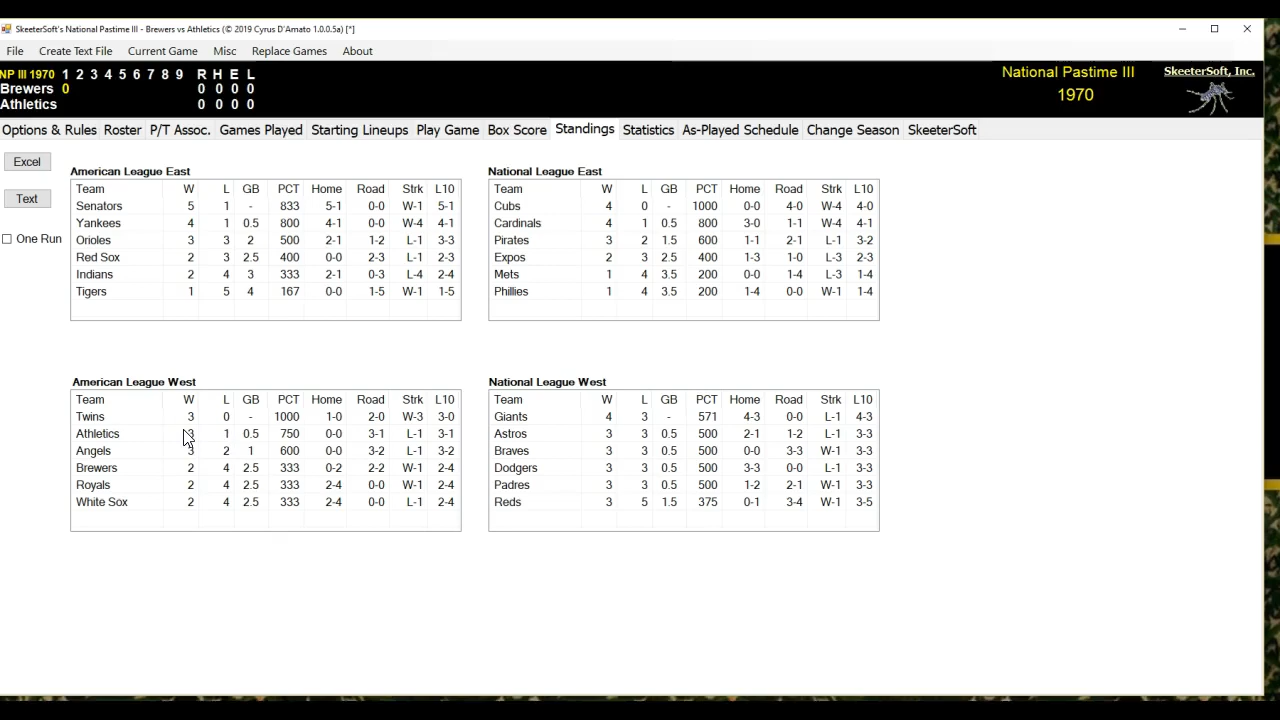 SkeeterSoft's National Pastime III - Brewers vs Athletics (© 2019 Cyrus D'Amato 1.0.0.5a) [*]
File Create Text File Current Game Misc Replace Games About
NP III 1970 1 2 3 4 5 6 7 8 9 R H E L
Brewers 0 0 0 0 0
Athletics 0 0 0 0
National Pastime III
1970
SkeeterSoft, Inc.
Options & Rules Roster P/T Assoc. Games Played Starting Lineups Play Game Box Score Standings Statistics As-Played Schedule Change Season SkeeterSoft
Excel
Text
One Run
American League East
Team W L GB PCT Home Road Strk L10
Senators 5 1 - 833 5-1 0-0 W-1 5-1
Yankees 4 1 0.5 800 4-1 0-0 W-4 4-1
Orioles 3 3 2 500 2-1 1-2 L-1 3-3
Red Sox 2 3 2.5 400 0-0 2-3 L-1 2-3
Indians 2 4 3 333 2-1 0-3 L-4 2-4
Tigers 1 5 4 167 0-0 1-5 W-1 1-5
National League East
Team W L GB PCT Home Road Strk L10
Cubs 4 0 - 1000 0-0 4-0 W-4 4-0
Cardinals 4 1 0.5 800 3-0 1-1 W-4 4-1
Pirates 3 2 1.5 600 1-1 2-1 L-1 3-2
Expos 2 3 2.5 400 1-3 1-0 L-3 2-3
Mets 1 4 3.5 200 0-0 1-4 L-3 1-4
Phillies 1 4 3.5 200 1-4 0-0 W-1 1-4
American League West
Team W L GB PCT Home Road Strk L10
Twins 3 0 - 1000 1-0 2-0 W-3 3-0
Athletics 3 1 0.5 750 0-0 3-1 L-1 3-1
Angels 3 2 1 600 0-0 3-2 L-1 3-2
Brewers 2 4 2.5 333 0-2 2-2 W-1 2-4
Royals 2 4 2.5 333 2-4 0-0 W-1 2-4
White Sox 2 4 2.5 333 2-4 0-0 L-1 2-4
National League West
Team W L GB PCT Home Road Strk L10
Giants 4 3 - 571 4-3 0-0 L-1 4-3
Astros 3 3 0.5 500 2-1 1-2 L-1 3-3
Braves 3 3 0.5 500 0-0 3-3 W-1 3-3
Dodgers 3 3 0.5 500 3-3 0-0 L-1 3-3
Padres 3 3 0.5 500 1-2 2-1 W-1 3-3
Reds 3 5 1.5 375 0-1 3-4 W-1 3-5